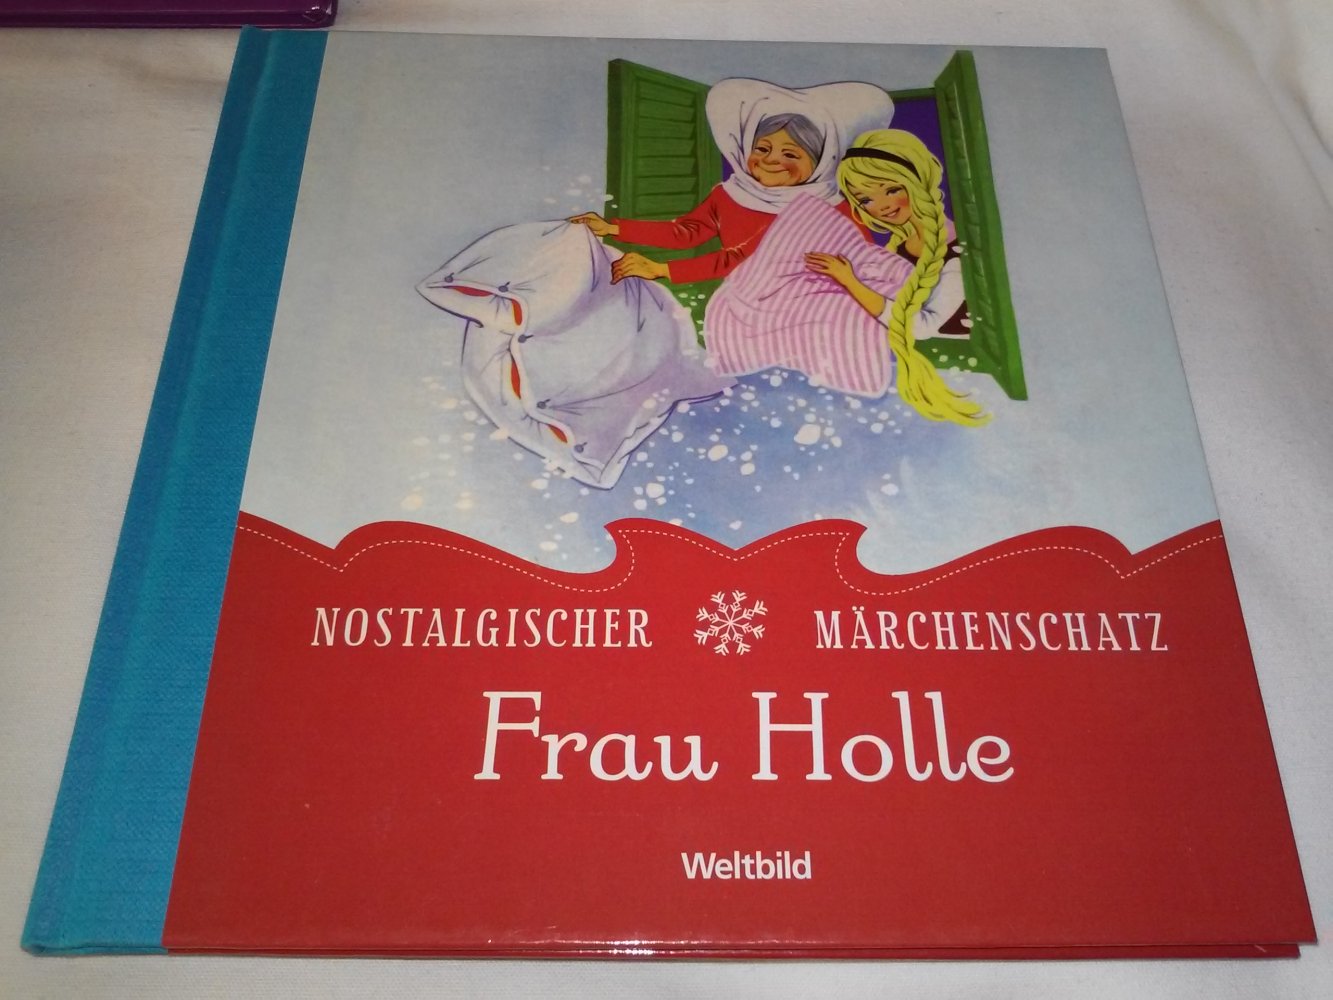 NOSTALGISCHER MÄRCHENSCHATZ
Frau Holle
Weltbild